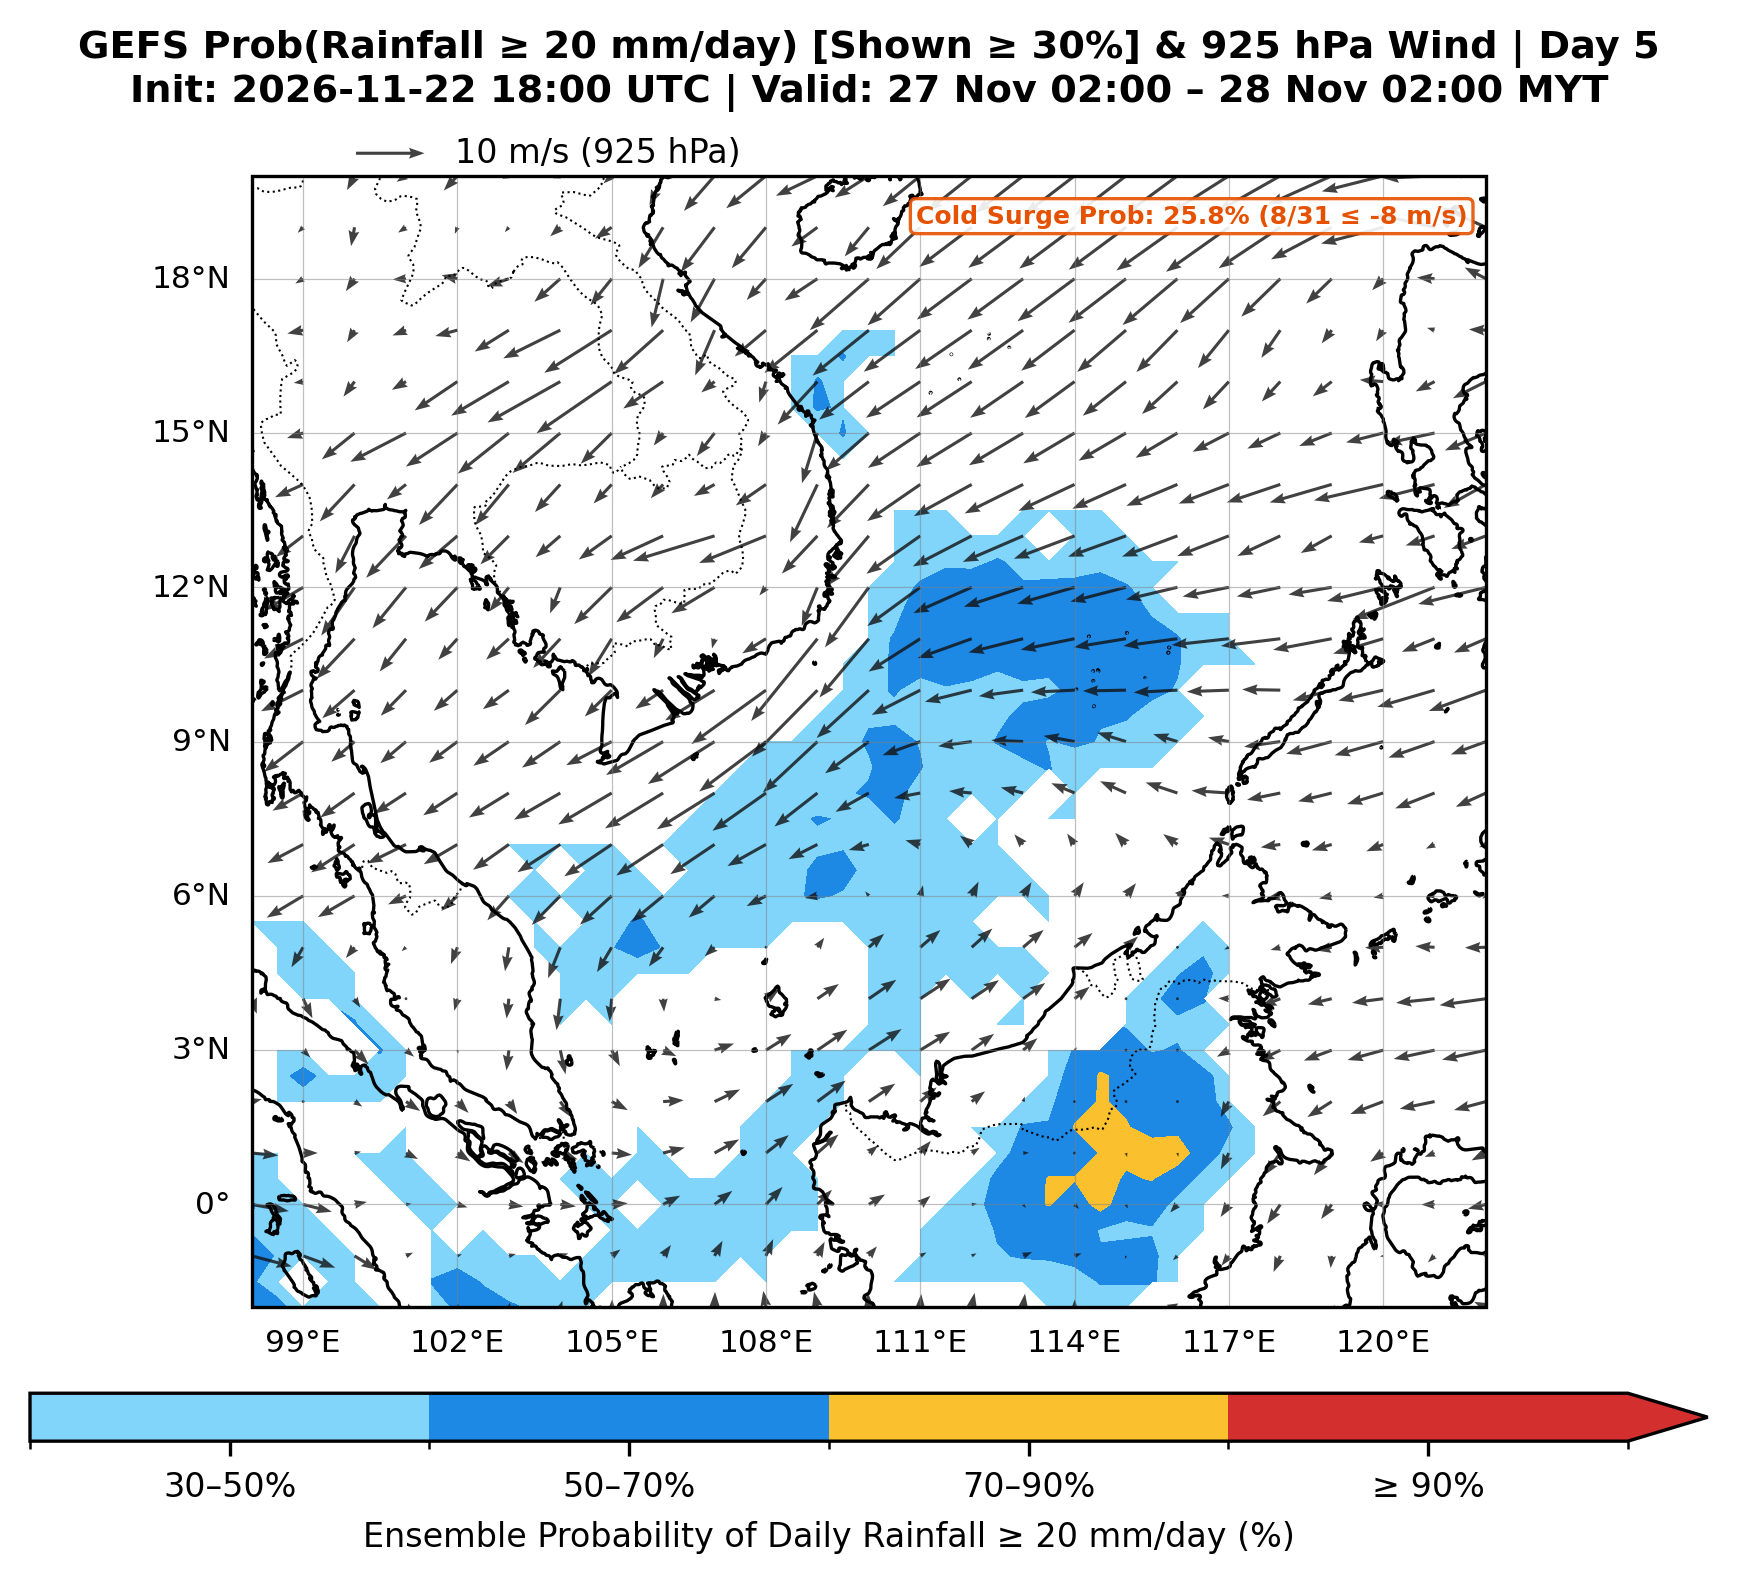 GEFS Prob(Rainfall ≥ 20 mm/day) [Shown ≥ 30%] & 925 hPa Wind | Day 5
Init: 2026-11-22 18:00 UTC | Valid: 27 Nov 02:00 – 28 Nov 02:00 MYT
10 m/s (925 hPa)
Cold Surge Prob: 25.8% (8/31 ≤ -8 m/s)
18°N
15°N
12°N
9°N
6°N
3°N
0°
99°E 102°E 105°E 108°E 111°E 114°E 117°E 120°E
30–50% 50–70% 70–90% ≥ 90%
Ensemble Probability of Daily Rainfall ≥ 20 mm/day (%)